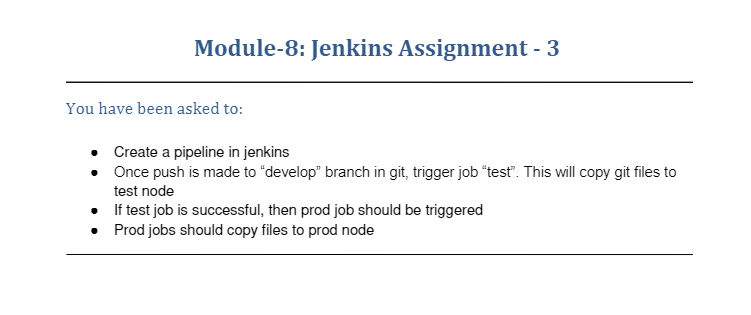 Module-8: Jenkins Assignment - 3
You have been asked to:
● Create a pipeline in jenkins
● Once push is made to “develop” branch in git, trigger job “test”. This will copy git files to
test node
● If test job is successful, then prod job should be triggered
● Prod jobs should copy files to prod node